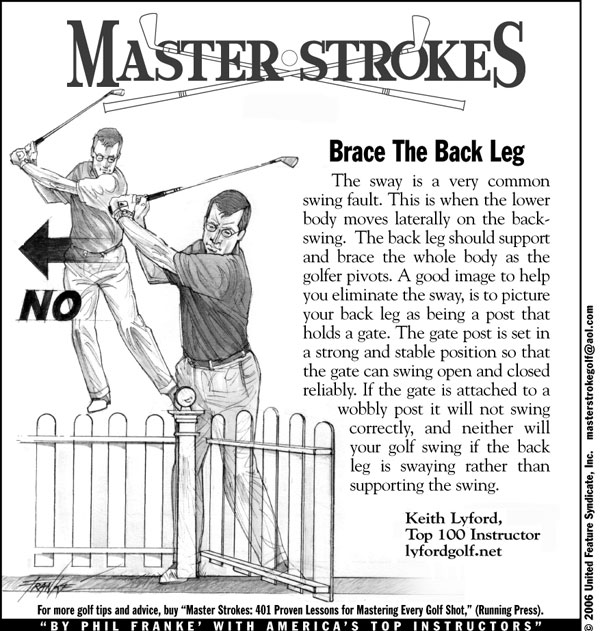 MASTER STROKES
Brace The Back Leg
The sway is a very common
swing fault. This is when the lower
body moves laterally on the back-
swing. The back leg should support
and brace the whole body as the
golfer pivots. A good image to help
you eliminate the sway, is to picture
your back leg as being a post that
holds a gate. The gate post is set in
a strong and stable position so that
the gate can swing open and closed
reliably. If the gate is attached to a
wobbly post it will not swing
correctly, and neither will
your golf swing if the back
leg is swaying rather than
supporting the swing.
Keith Lyford,
Top 100 Instructor
lyfordgolf.net
NO
FRANKE
For more golf tips and advice, buy “Master Strokes: 401 Proven Lessons for Mastering Every Golf Shot,” (Running Press).
"BY PHIL FRANKE' WITH AMERICA'S TOP INSTRUCTORS"
© 2006 United Feature Syndicate, Inc. masterstrokegolf@aol.com